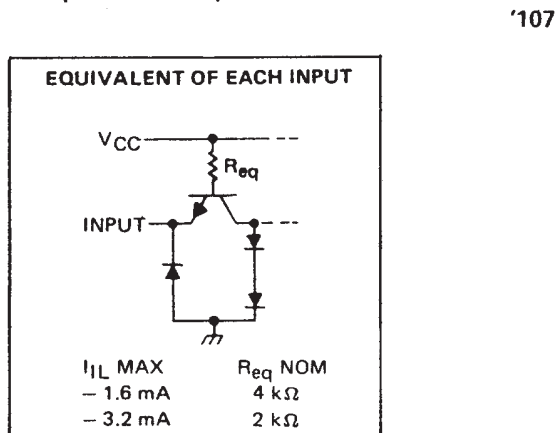 '107
EQUIVALENT OF EACH INPUT
VCC
Req
INPUT
IIL MAX Req NOM
– 1.6 mA 4 kΩ
– 3.2 mA 2 kΩ